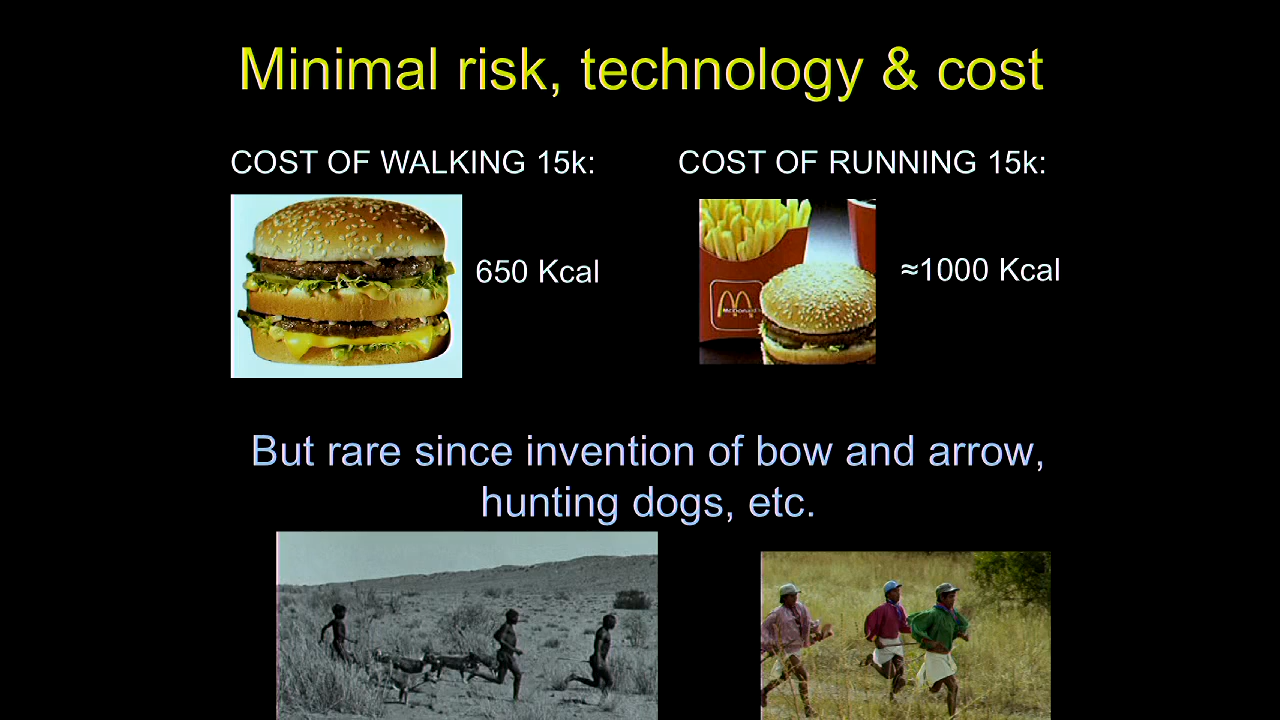 Minimal risk, technology & cost
COST OF WALKING 15k:
COST OF RUNNING 15k:
650 Kcal
≈1000 Kcal
McDonald's
But rare since invention of bow and arrow,
hunting dogs, etc.